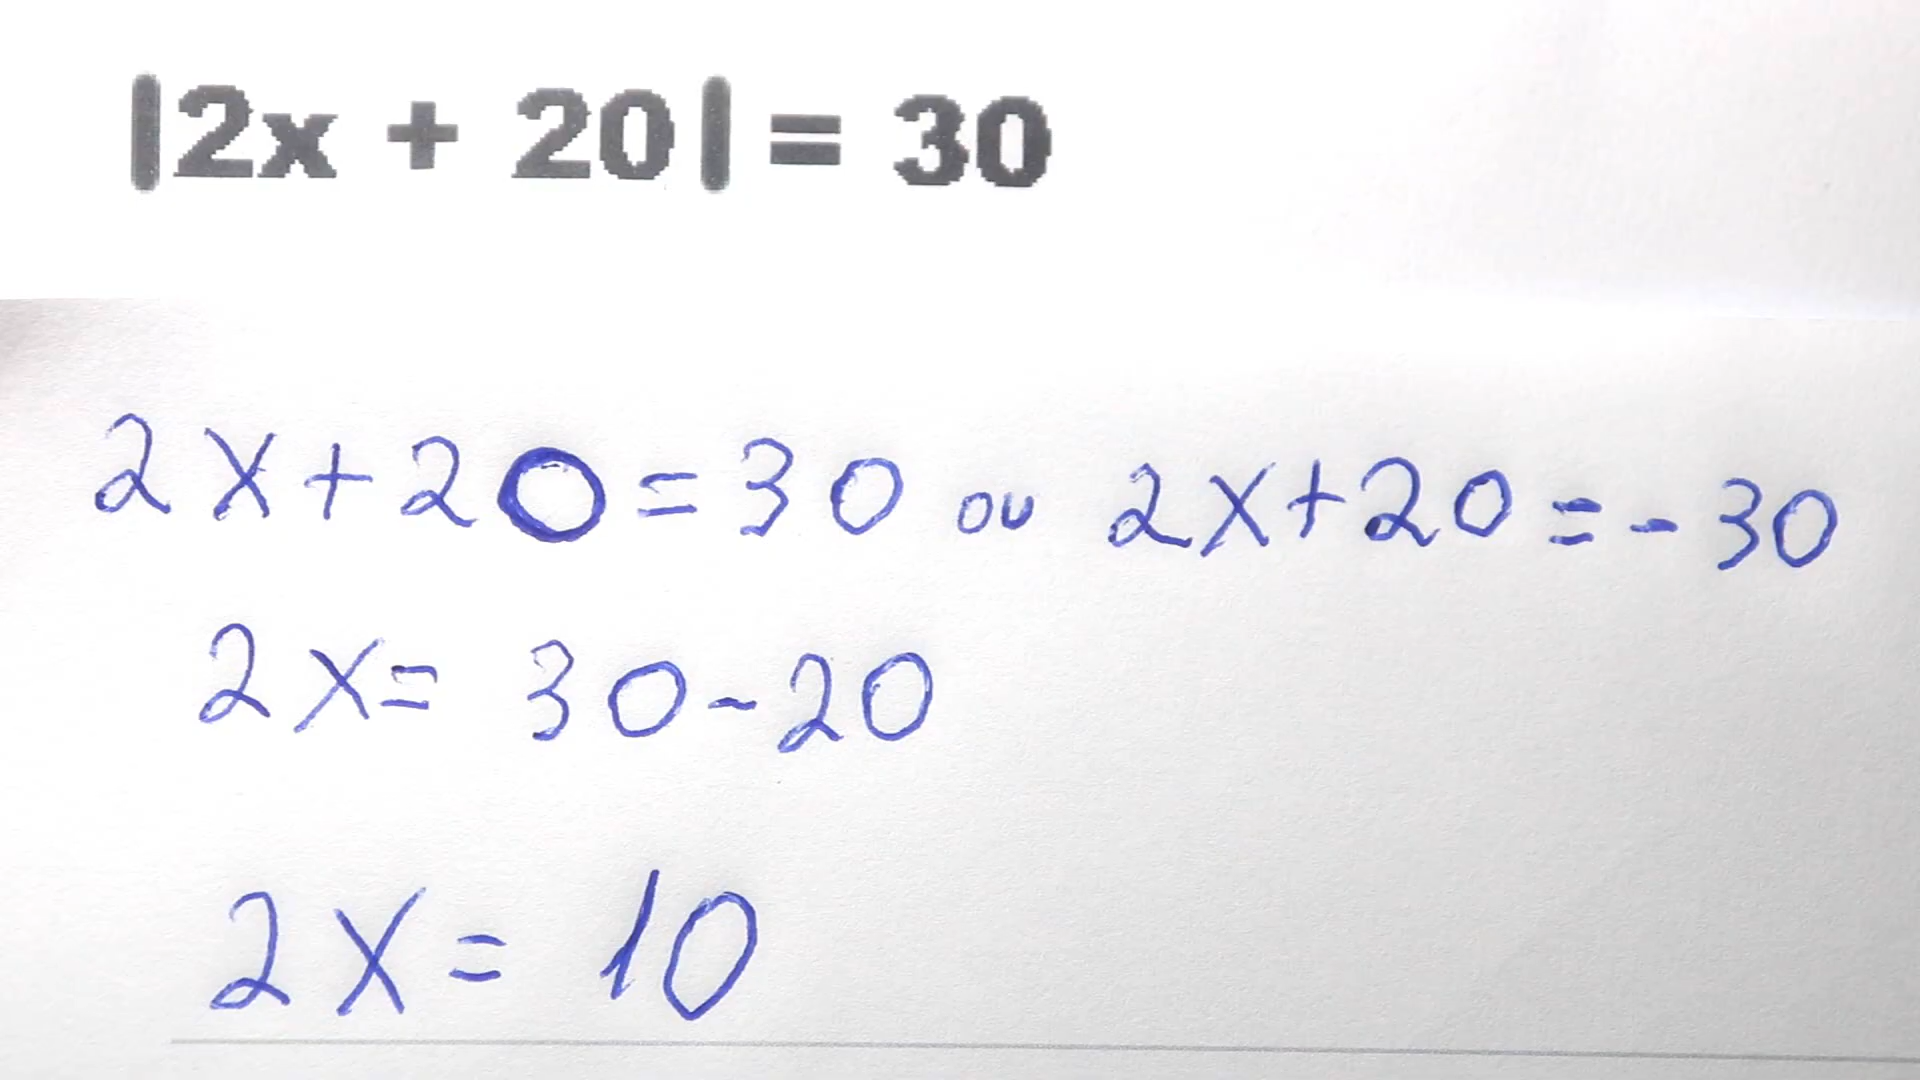 |2x + 20| = 30
2x+20=30 ou 2x+20=-30
2x= 30-20
2x= 10